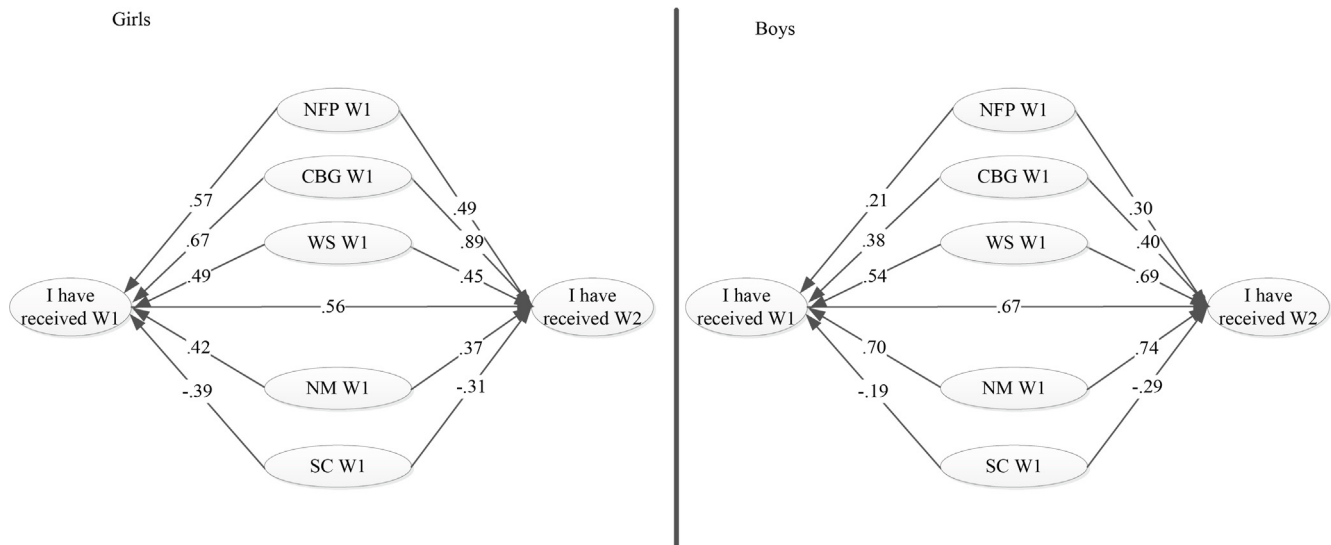 Girls
NFP W1
CBG W1
WS W1
I have
received W1
I have
received W2
NM W1
SC W1
.57
.67
.49
.49
.89
.45
.56
.42
-.39
.37
-.31
Boys
NFP W1
CBG W1
WS W1
I have
received W1
I have
received W2
NM W1
SC W1
.21
.38
.54
.30
.40
.69
.67
.70
-.19
.74
-.29